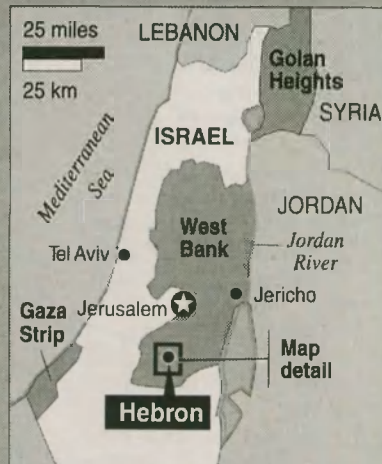 25 miles
25 km
LEBANON
Golan
Heights
SYRIA
Mediterranean
Sea
ISRAEL
JORDAN
West
Bank
Jordan
River
Tel Aviv
Jerusalem
Jericho
Gaza
Strip
Map
detail
Hebron